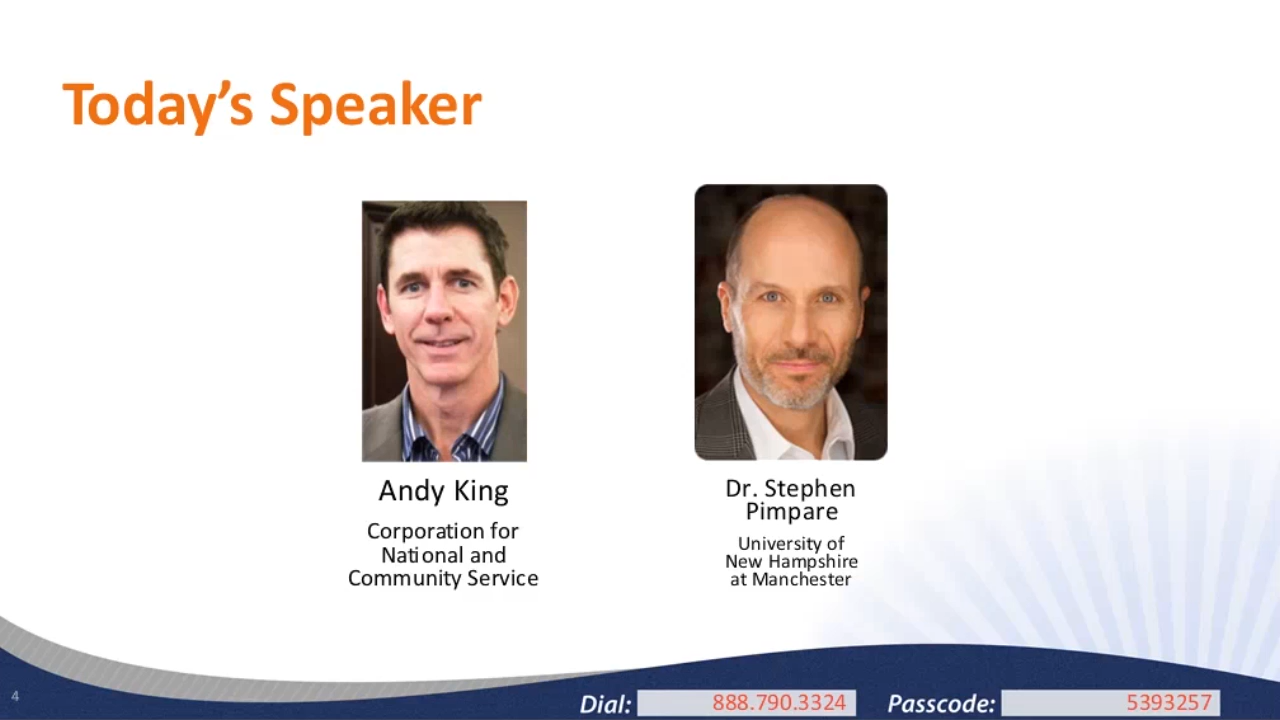 Today’s Speaker
Andy King
Corporation for
National and
Community Service
Dr. Stephen
Pimpare
University of
New Hampshire
at Manchester
4
Dial: 888.790.3324 Passcode: 5393257